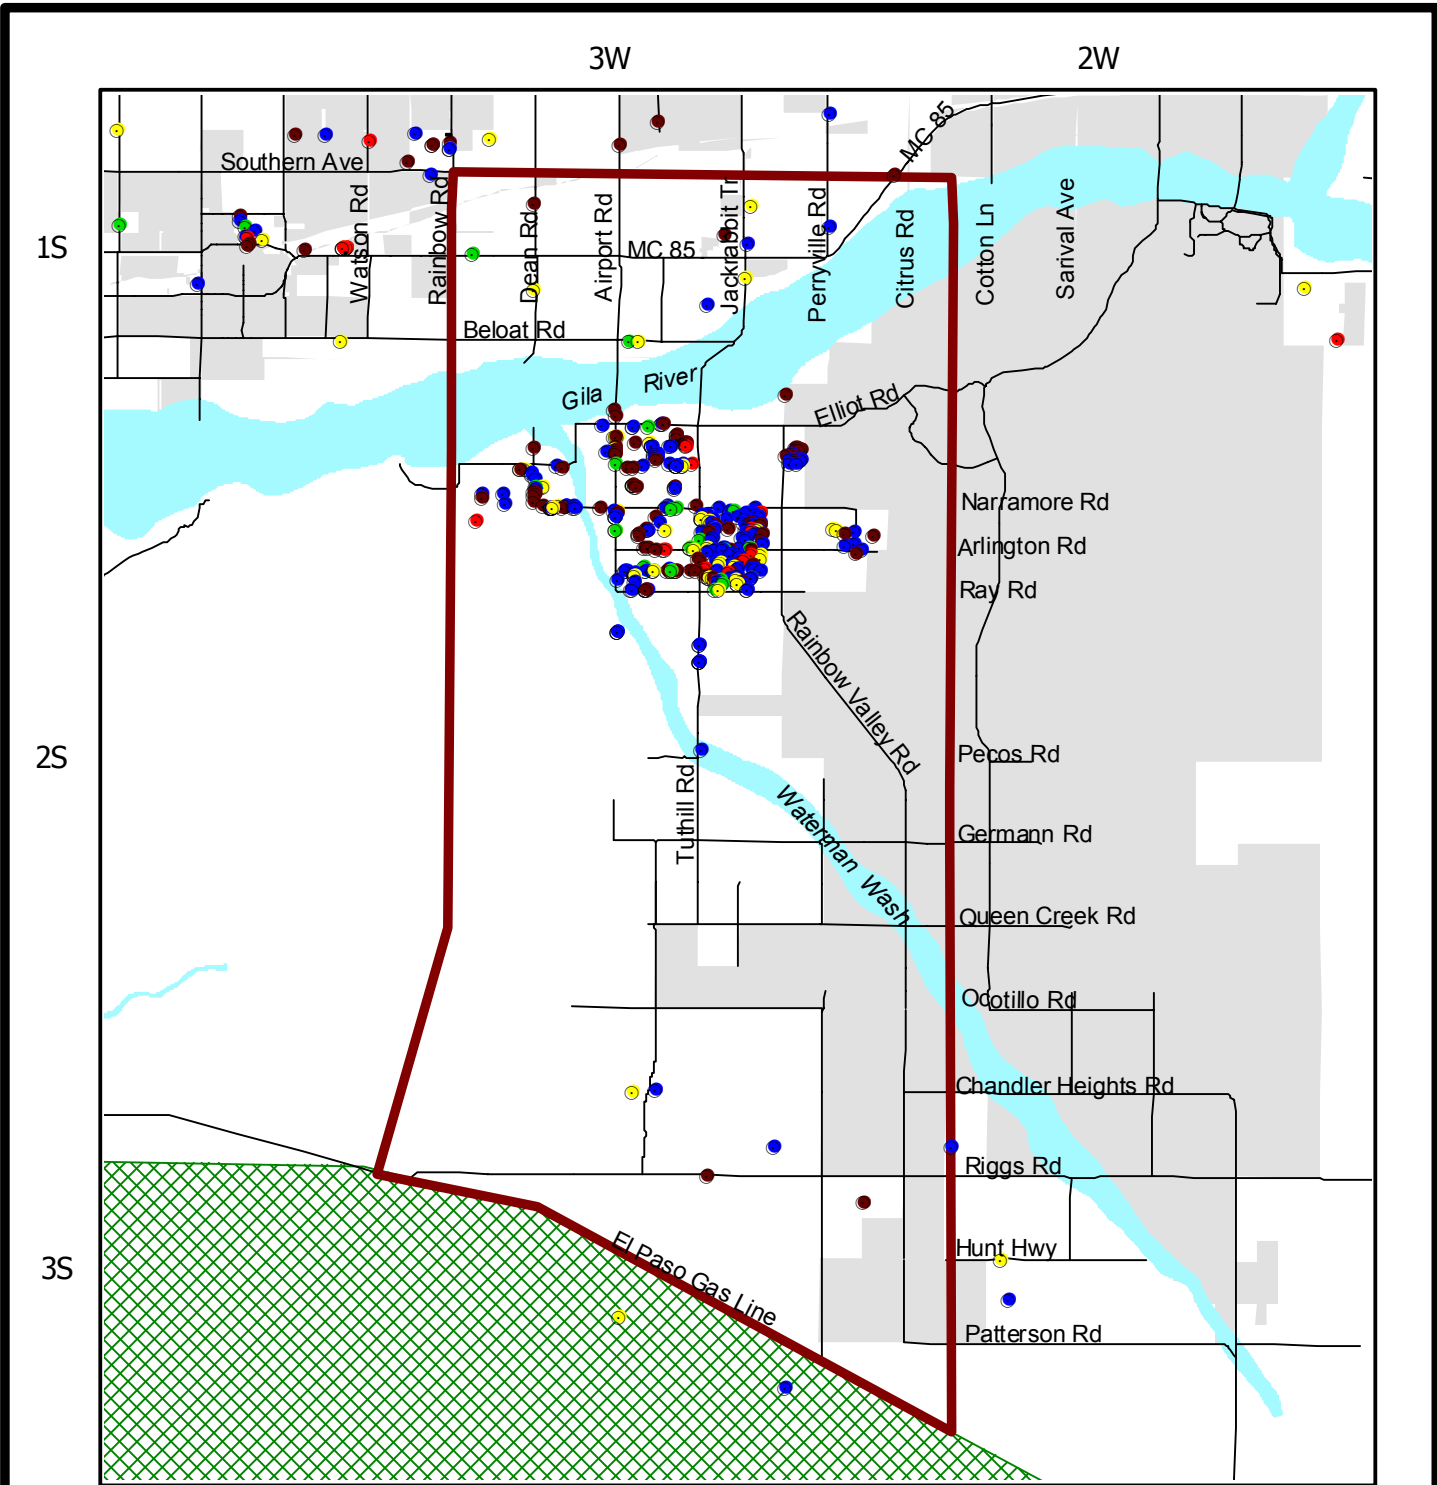 3W
2W
MC 85
Southern Ave
Watson Rd
Rainbow Rd
Dean Rd
Airport Rd
Jackrabbit Tr
Perryville Rd
Citrus Rd
Cotton Ln
Sarival Ave
1S
MC 85
Beloat Rd
Gila River
Elliot Rd
Narramore Rd
Arlington Rd
Ray Rd
Rainbow Valley Rd
2S
Pecos Rd
Tuthill Rd
Waterman Wash
Germann Rd
Queen Creek Rd
Ocotillo Rd
Chandler Heights Rd
Riggs Rd
3S
El Paso Gas Line
Hunt Hwy
Patterson Rd